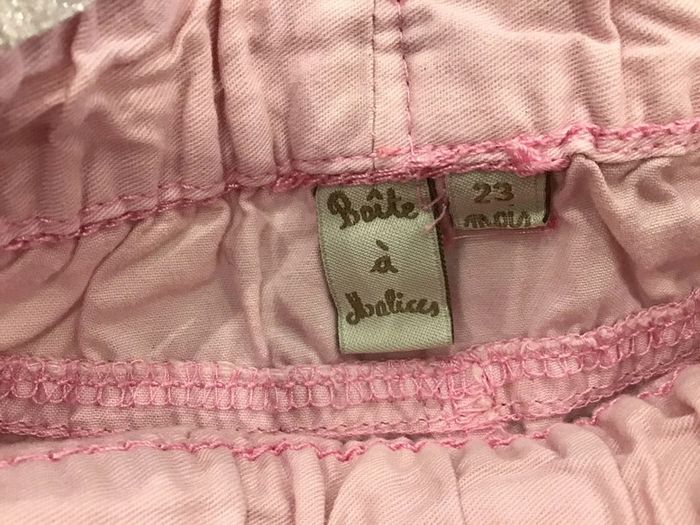 Boîte
à
Malices
23
mois